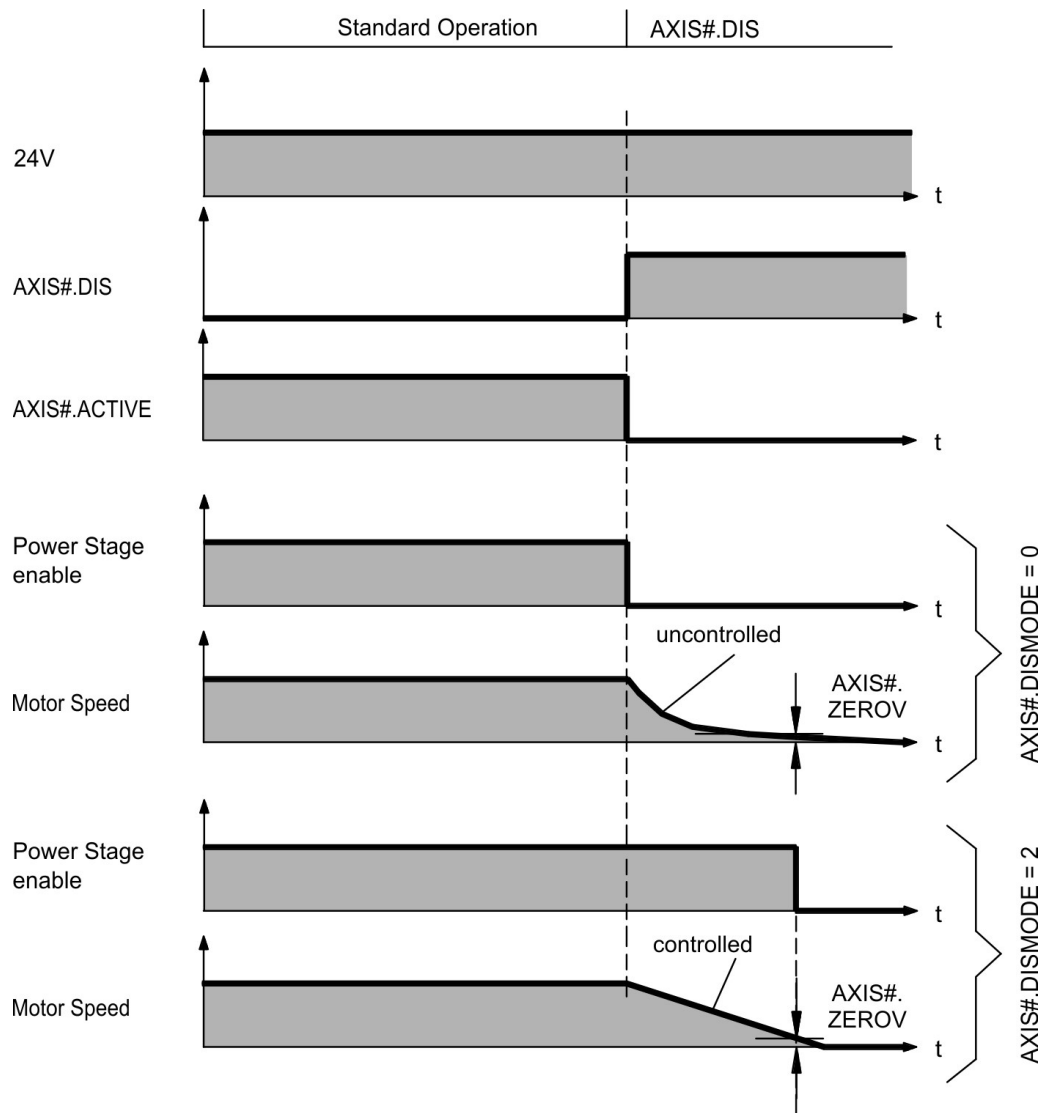 Standard Operation
AXIS#.DIS
24V
t
AXIS#.DIS
t
AXIS#.ACTIVE
t
Power Stage
enable
t
uncontrolled
Motor Speed
AXIS#.
ZEROV
t
AXIS#.DISMODE = 0
Power Stage
enable
t
controlled
Motor Speed
AXIS#.
ZEROV
t
AXIS#.DISMODE = 2